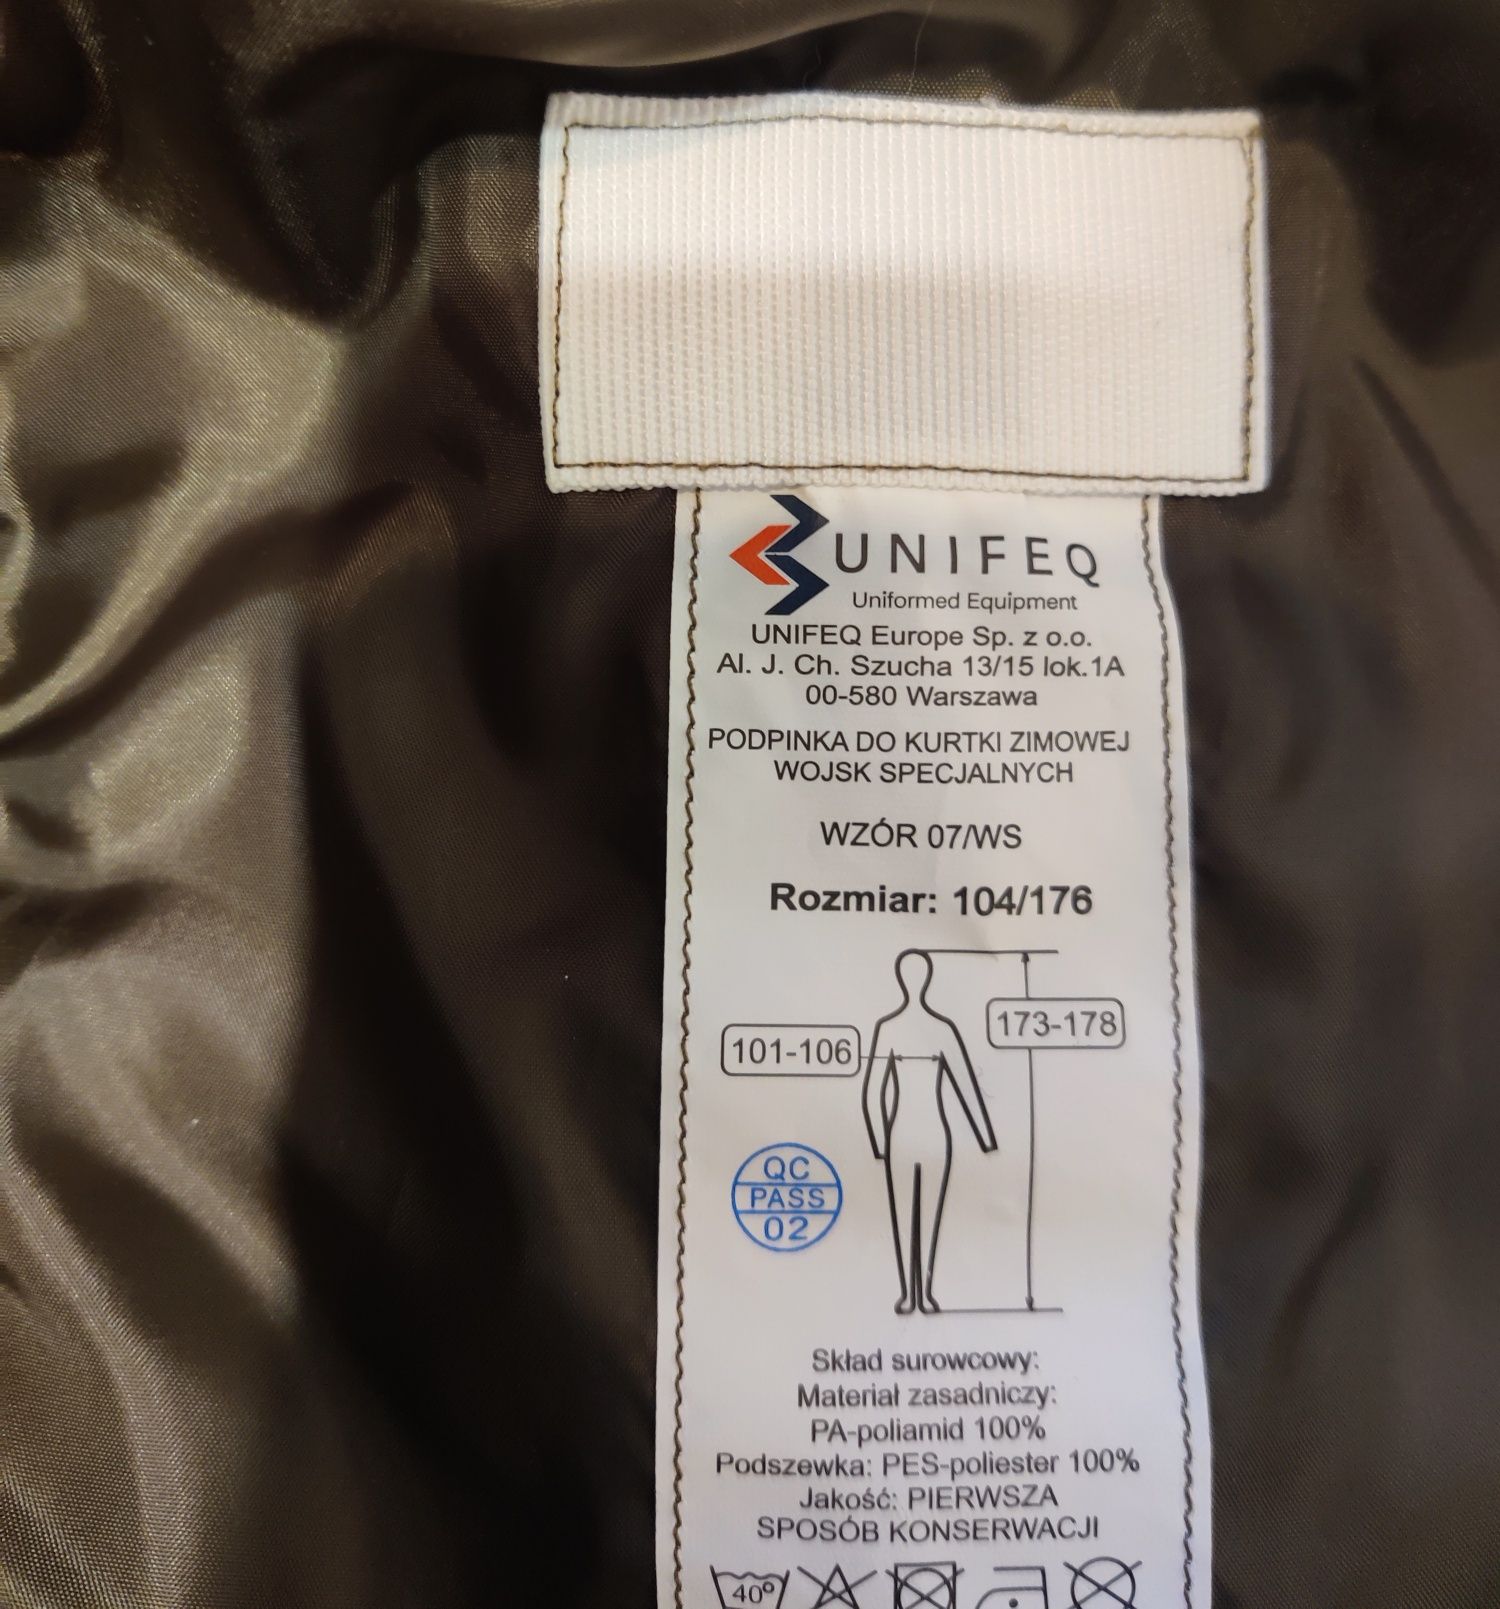 UNIFEQ
Uniformed Equipment
UNIFEQ Europe Sp. z o.o.
Al. J. Ch. Szucha 13/15 lok.1A
00-580 Warszawa
PODPINKA DO KURTKI ZIMOWEJ
WOJSK SPECJALNYCH
WZÓR 07/WS
Rozmiar: 104/176
173-178
101-106
QC
PASS
02
Skład surowcowy:
Materiał zasadniczy:
PA-poliamid 100%
Podszewka: PES-poliester 100%
Jakość: PIERWSZA
SPOSÓB KONSERWACJI
40°